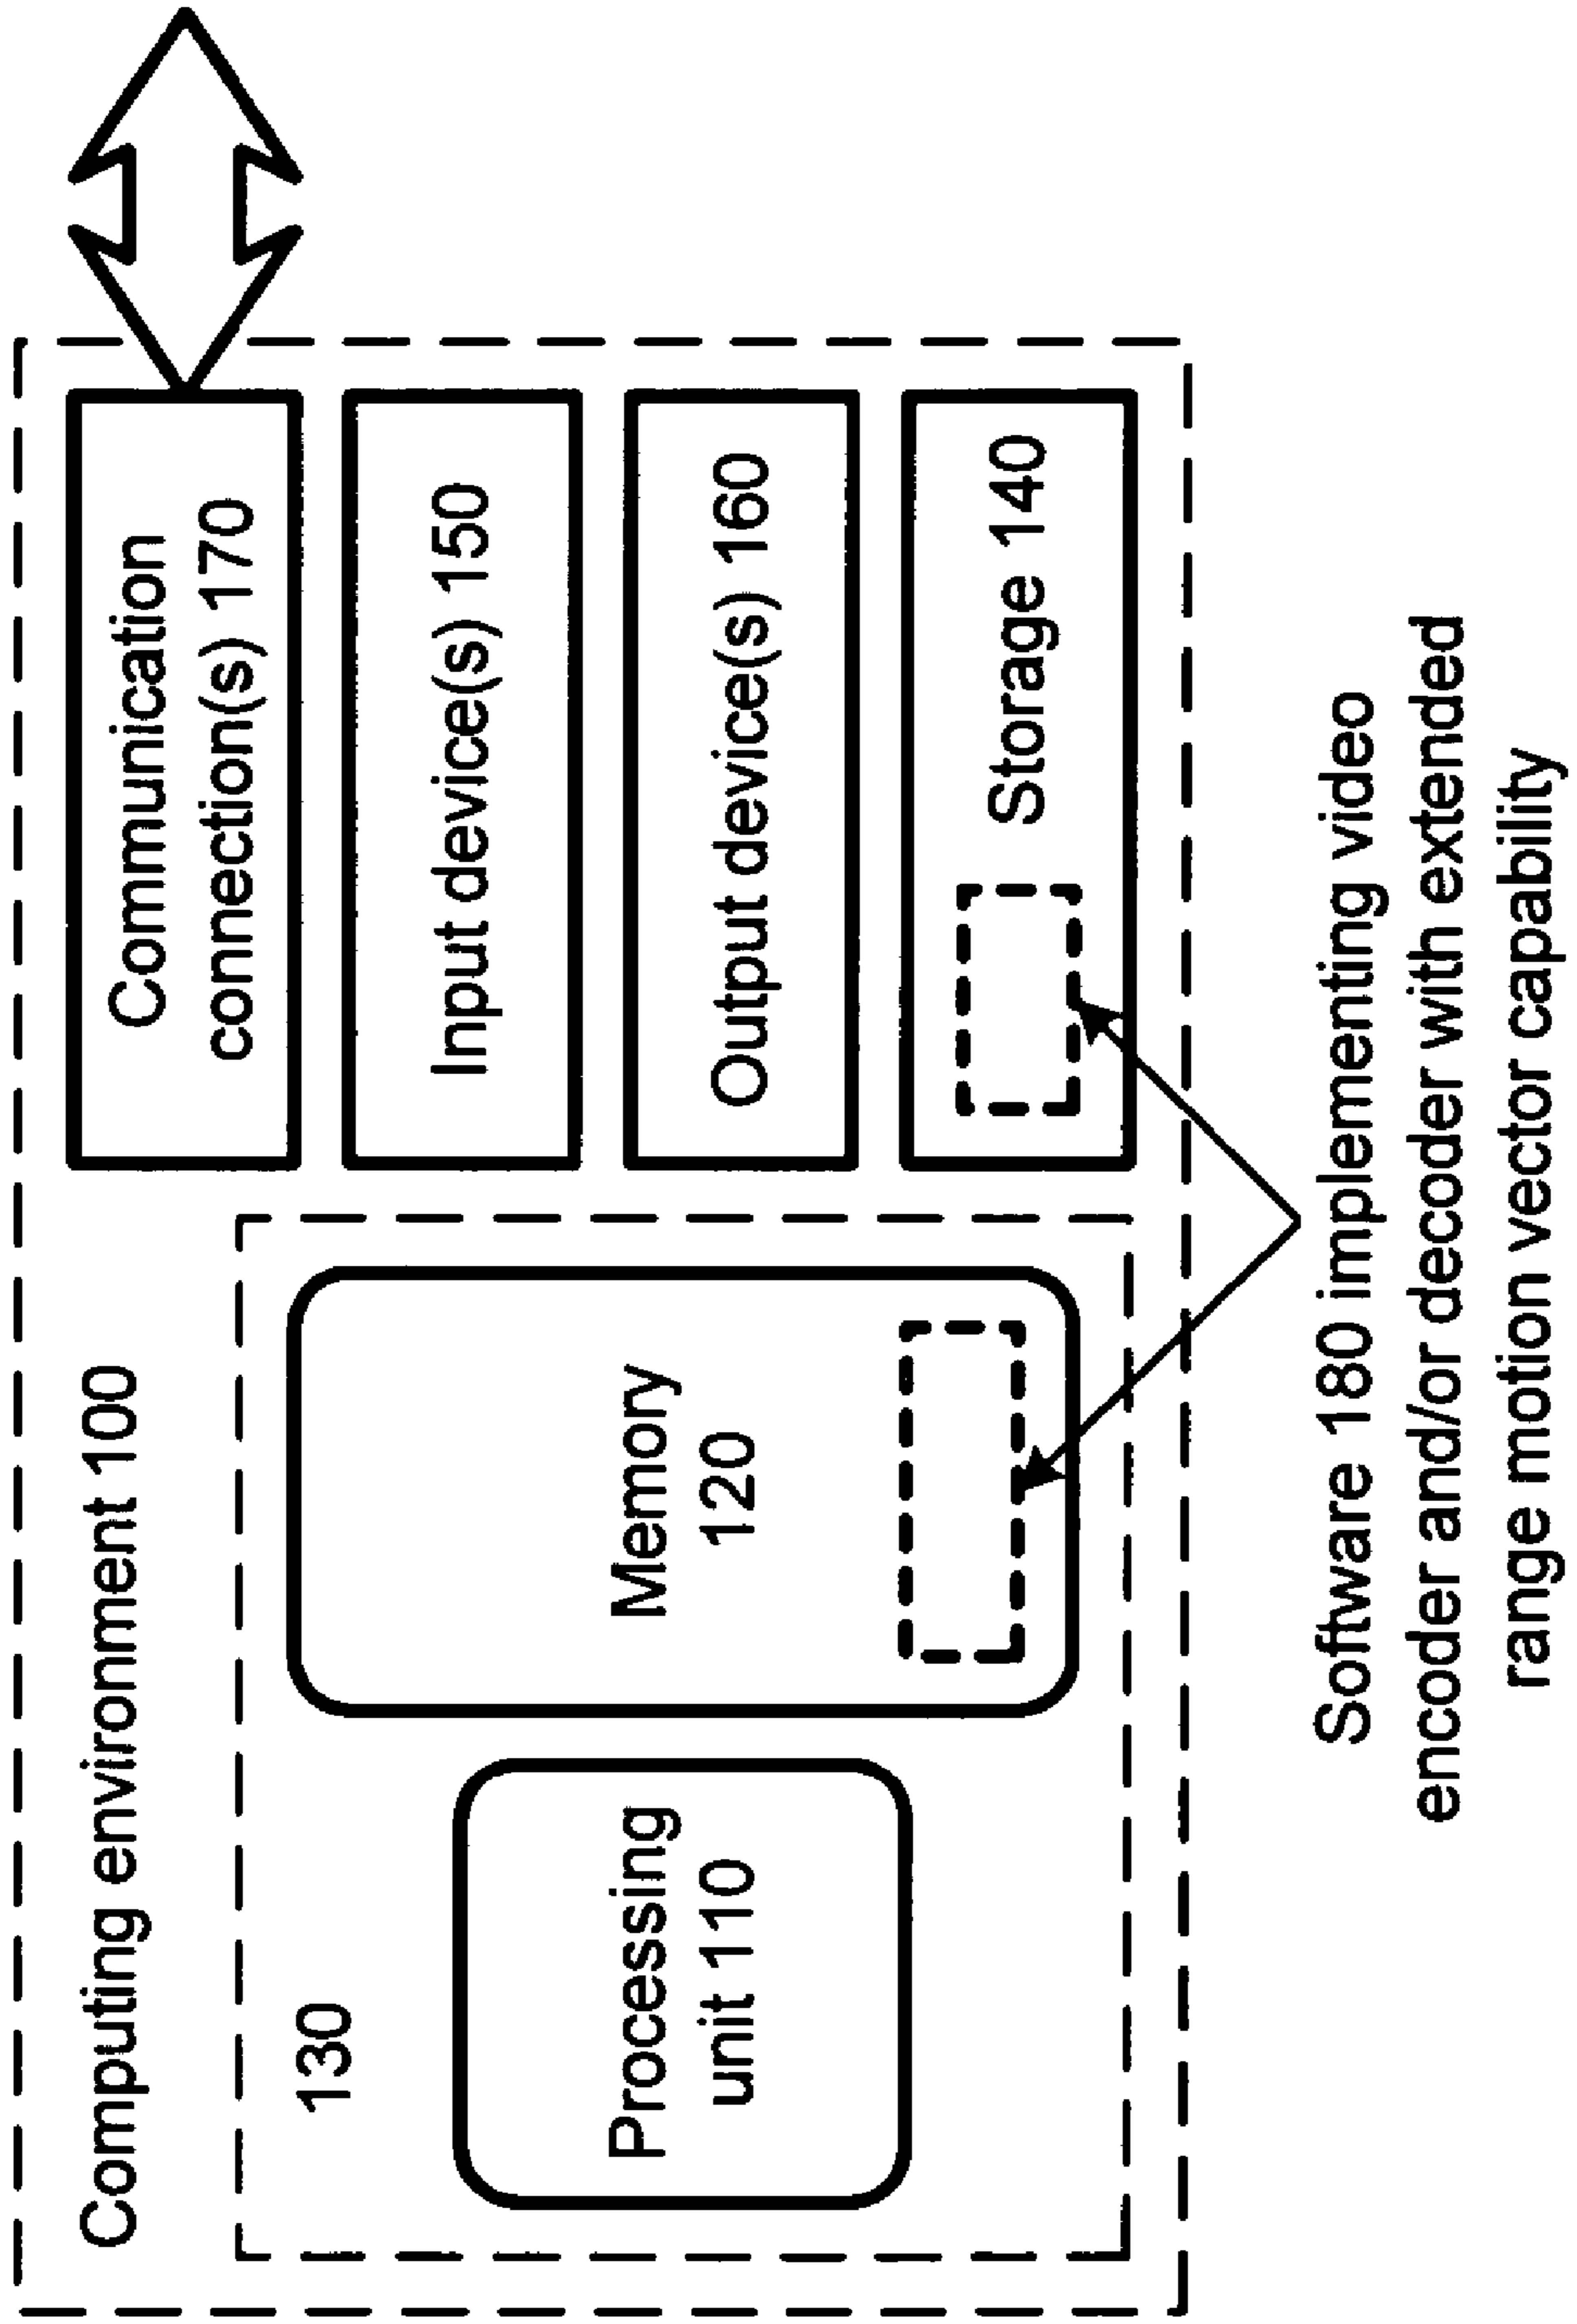 Computing environment 100
130
Processing
unit 110
Memory
120
Communication
connection(s) 170
Input device(s) 150
Output device(s) 160
Storage 140
Software 180 implementing video
encoder and/or decoder with extended
range motion vector capability